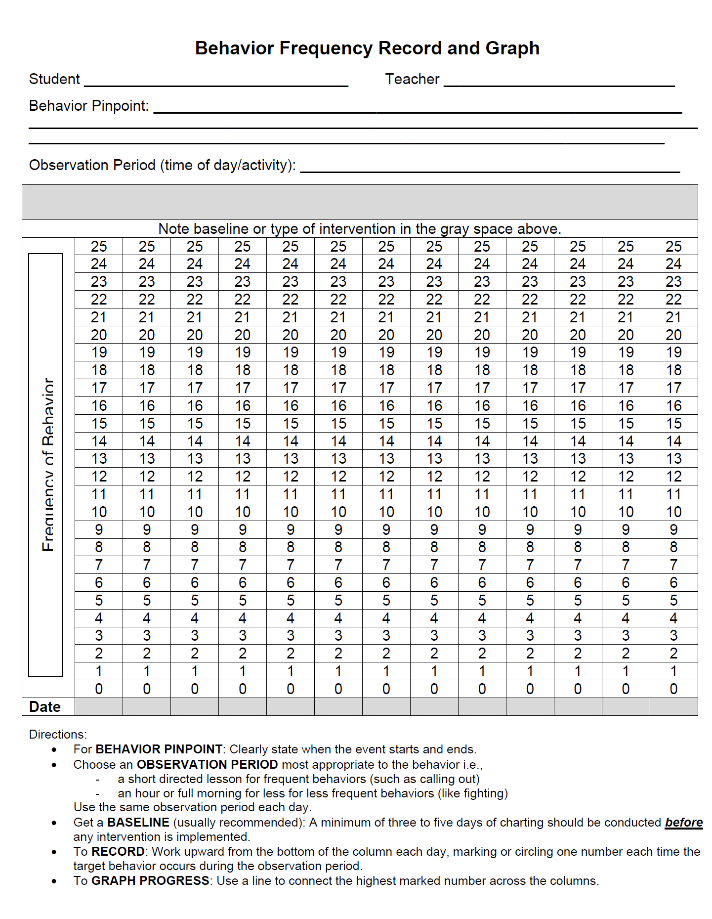 Behavior Frequency Record and Graph
Student Teacher
Behavior Pinpoint:
Observation Period (time of day/activity):
Note baseline or type of intervention in the gray space above.
25 25 25 25 25 25 25 25 25 25 25 25 25
24 24 24 24 24 24 24 24 24 24 24 24 24
23 23 23 23 23 23 23 23 23 23 23 23 23
22 22 22 22 22 22 22 22 22 22 22 22 22
21 21 21 21 21 21 21 21 21 21 21 21 21
20 20 20 20 20 20 20 20 20 20 20 20 20
19 19 19 19 19 19 19 19 19 19 19 19 19
18 18 18 18 18 18 18 18 18 18 18 18 18
17 17 17 17 17 17 17 17 17 17 17 17 17
16 16 16 16 16 16 16 16 16 16 16 16 16
15 15 15 15 15 15 15 15 15 15 15 15 15
14 14 14 14 14 14 14 14 14 14 14 14 14
13 13 13 13 13 13 13 13 13 13 13 13 13
12 12 12 12 12 12 12 12 12 12 12 12 12
11 11 11 11 11 11 11 11 11 11 11 11 11
10 10 10 10 10 10 10 10 10 10 10 10 10
9 9 9 9 9 9 9 9 9 9 9 9 9
8 8 8 8 8 8 8 8 8 8 8 8 8
7 7 7 7 7 7 7 7 7 7 7 7 7
6 6 6 6 6 6 6 6 6 6 6 6 6
5 5 5 5 5 5 5 5 5 5 5 5 5
4 4 4 4 4 4 4 4 4 4 4 4 4
3 3 3 3 3 3 3 3 3 3 3 3 3
2 2 2 2 2 2 2 2 2 2 2 2 2
1 1 1 1 1 1 1 1 1 1 1 1 1
0 0 0 0 0 0 0 0 0 0 0 0 0
Frequency of Behavior
Date
Directions:
• For BEHAVIOR PINPOINT: Clearly state when the event starts and ends.
• Choose an OBSERVATION PERIOD most appropriate to the behavior i.e.,
- a short directed lesson for frequent behaviors (such as calling out)
- an hour or full morning for less for less frequent behaviors (like fighting)
Use the same observation period each day.
• Get a BASELINE (usually recommended): A minimum of three to five days of charting should be conducted before
any intervention is implemented.
• To RECORD: Work upward from the bottom of the column each day, marking or circling one number each time the
target behavior occurs during the observation period.
• To GRAPH PROGRESS: Use a line to connect the highest marked number across the columns.